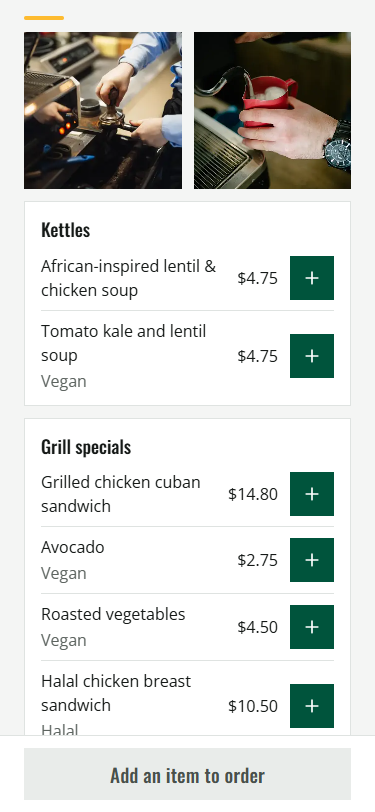 Kettles
African-inspired lentil &
chicken soup
$4.75
Tomato kale and lentil
soup
Vegan
$4.75
Grill specials
Grilled chicken cuban
sandwich
$14.80
Avocado
Vegan
$2.75
Roasted vegetables
Vegan
$4.50
Halal chicken breast
sandwich
Halal
$10.50
Add an item to order